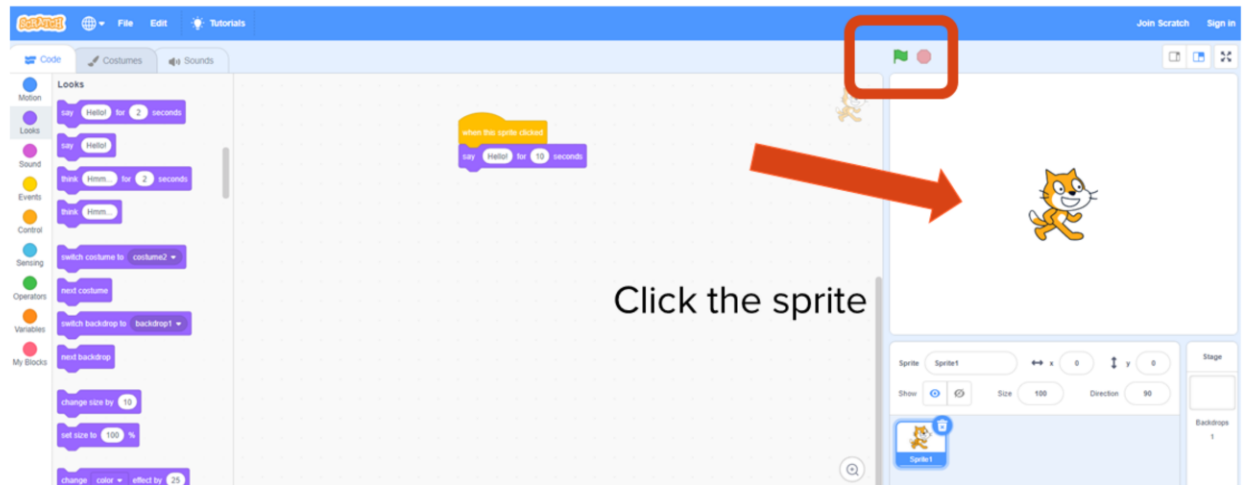 SCRATCH File Edit Tutorials Join Scratch Sign in
Code Costumes Sounds
Motion
Looks
Sound
Events
Control
Sensing
Operators
Variables
My Blocks
Looks
say Hello! for 2 seconds
say Hello!
think Hmm... for 2 seconds
think Hmm...
switch costume to costume2
next costume
switch backdrop to backdrop1
next backdrop
change size by 10
set size to 100 %
change color effect by 25
when this sprite clicked
say Hello! for 10 seconds
Click the sprite
Sprite Sprite1 x 0 y 0
Show Size 100 Direction 90
Sprite1
Stage
Backdrops
1